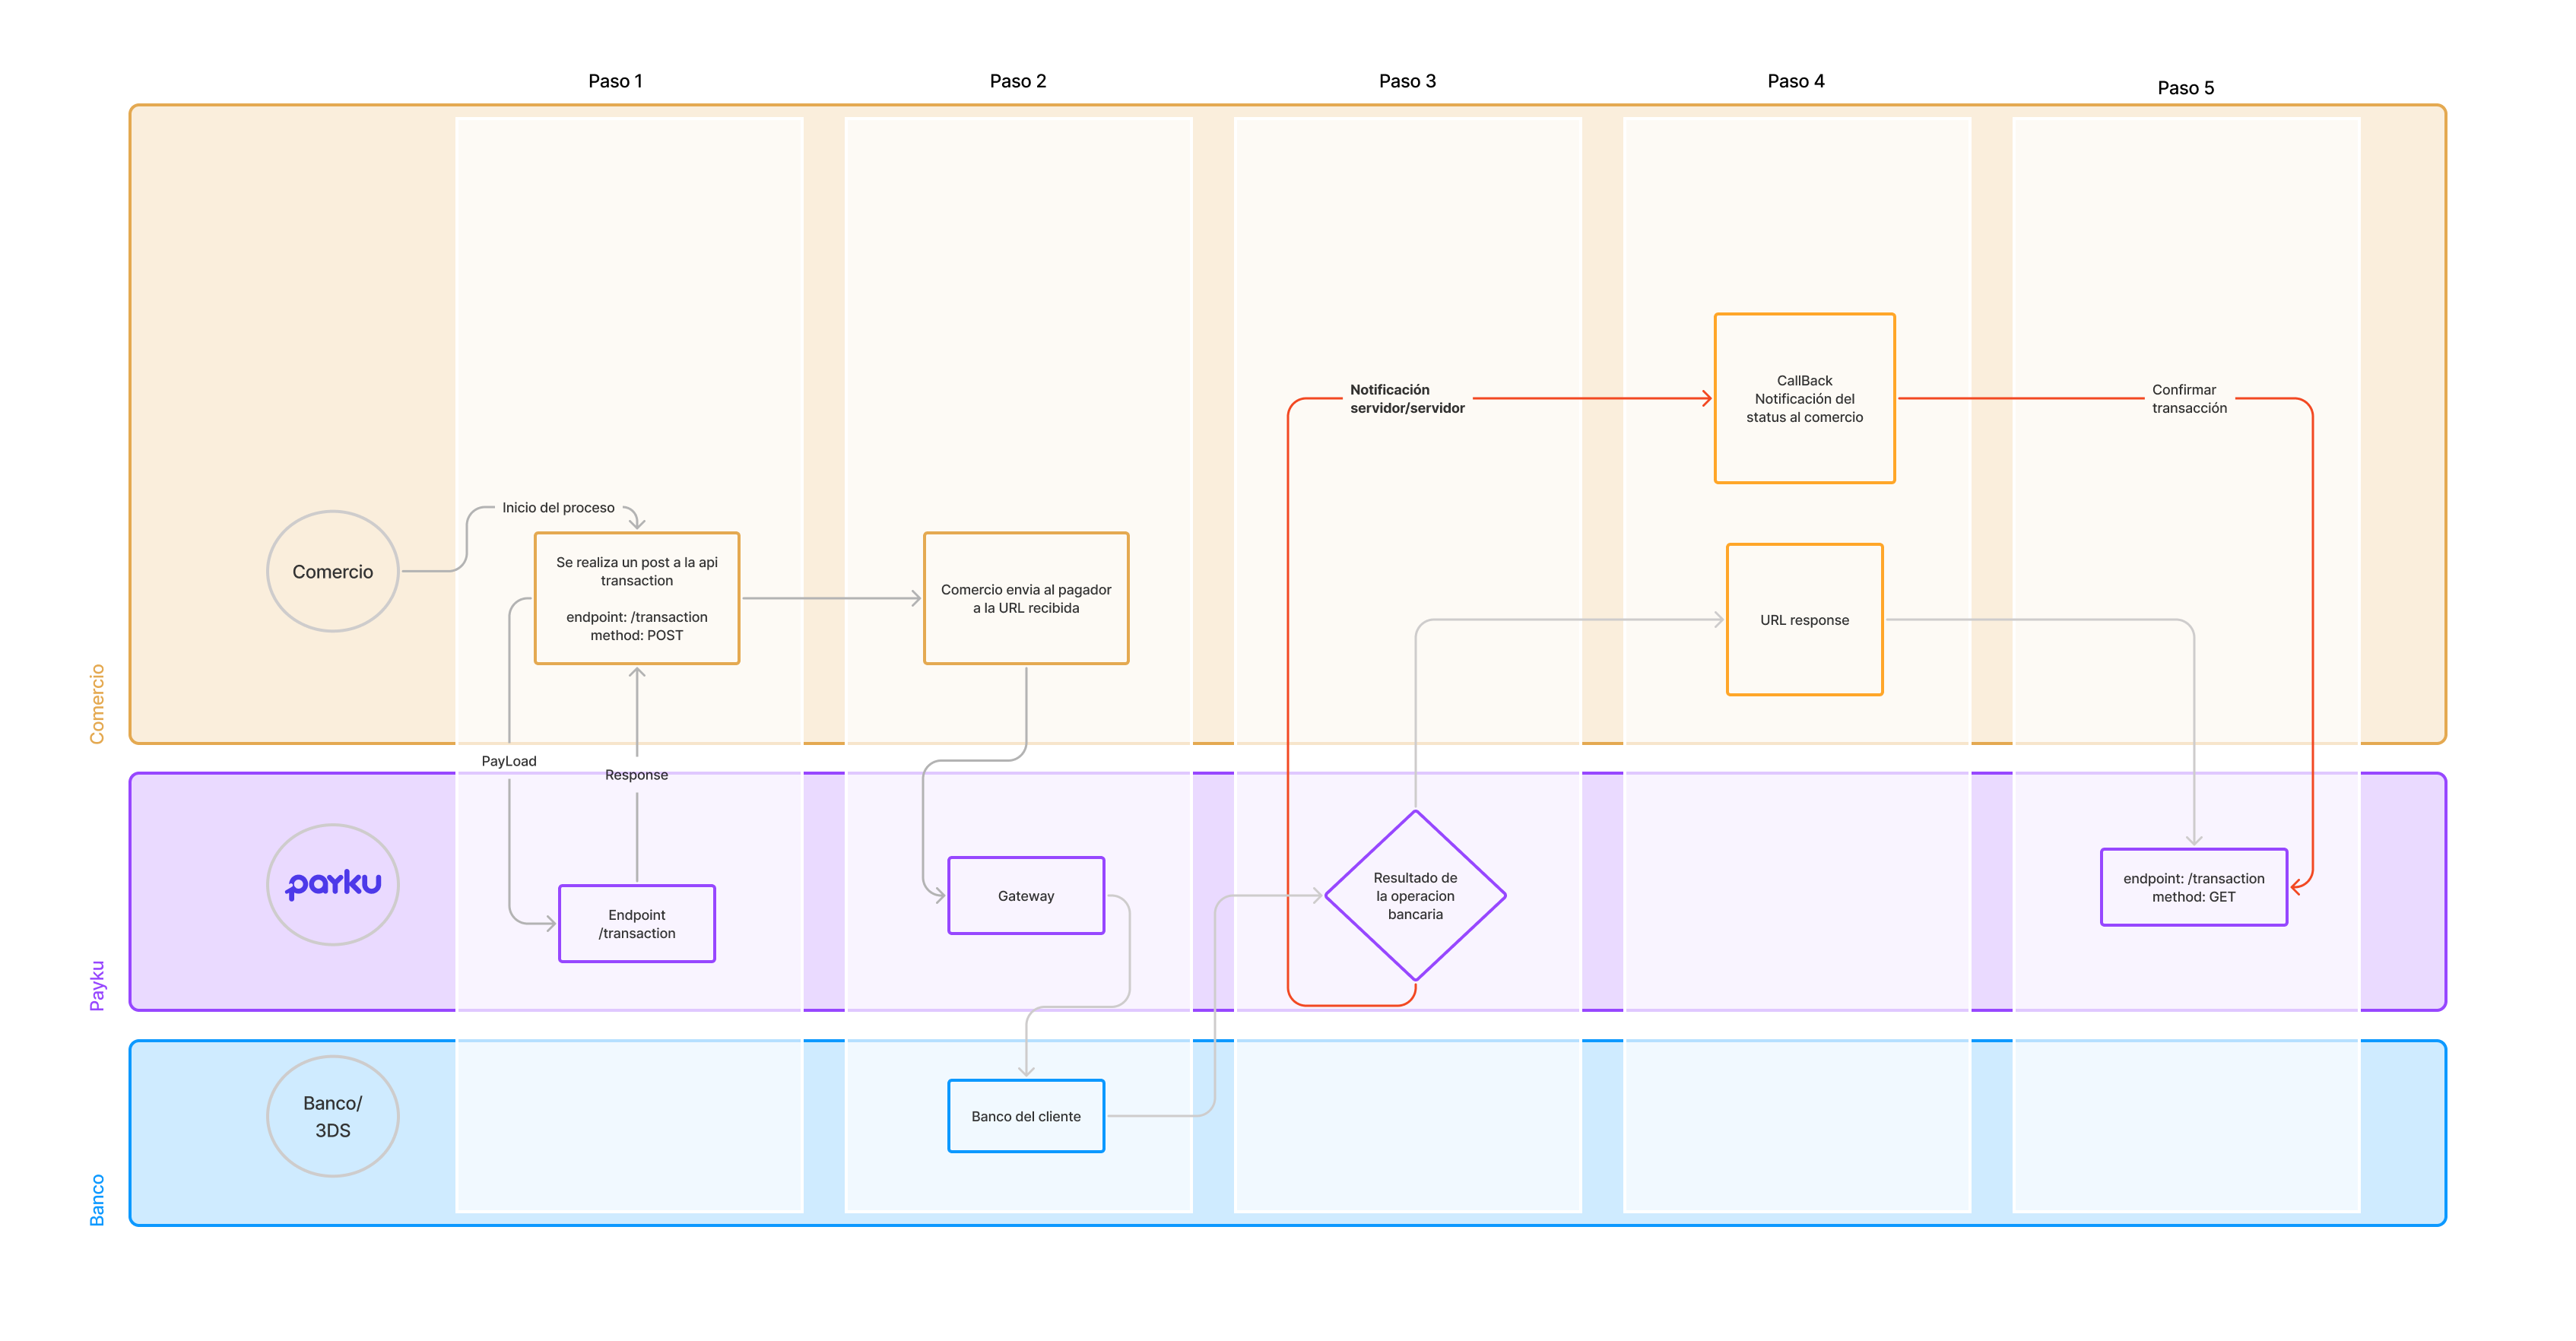 Paso 1
Paso 2
Paso 3
Paso 4
Paso 5
Comercio
Comercio
Inicio del proceso
Se realiza un post a la api
transaction
endpoint: /transaction
method: POST
Comercio envia al pagador
a la URL recibida
Notificación
servidor/servidor
CallBack
Notificación del
status al comercio
Confirmar
transacción
URL response
PayLoad
Response
Payku
payku
Endpoint
/transaction
Gateway
Resultado de
la operacion
bancaria
endpoint: /transaction
method: GET
Banco
Banco/
3DS
Banco del cliente